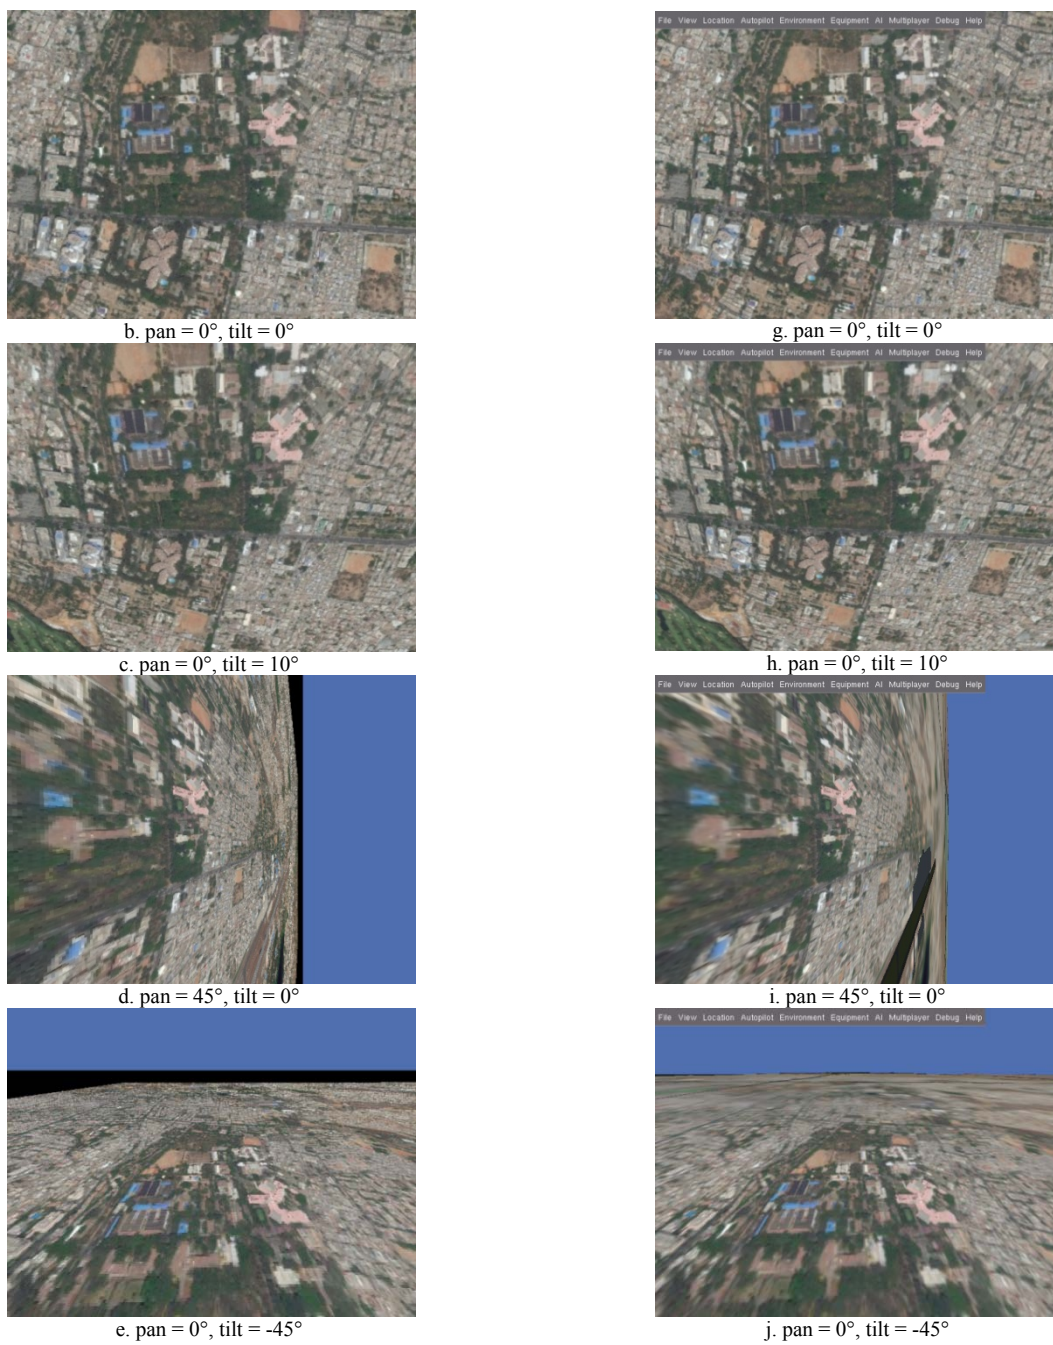 File View Location Autopilot Environment Equipment AI Multiplayer Debug Help
b. pan = 0°, tilt = 0°
g. pan = 0°, tilt = 0°
File View Location Autopilot Environment Equipment AI Multiplayer Debug Help
c. pan = 0°, tilt = 10°
h. pan = 0°, tilt = 10°
File View Location Autopilot Environment Equipment AI Multiplayer Debug Help
d. pan = 45°, tilt = 0°
i. pan = 45°, tilt = 0°
File View Location Autopilot Environment Equipment AI Multiplayer Debug Help
e. pan = 0°, tilt = -45°
j. pan = 0°, tilt = -45°